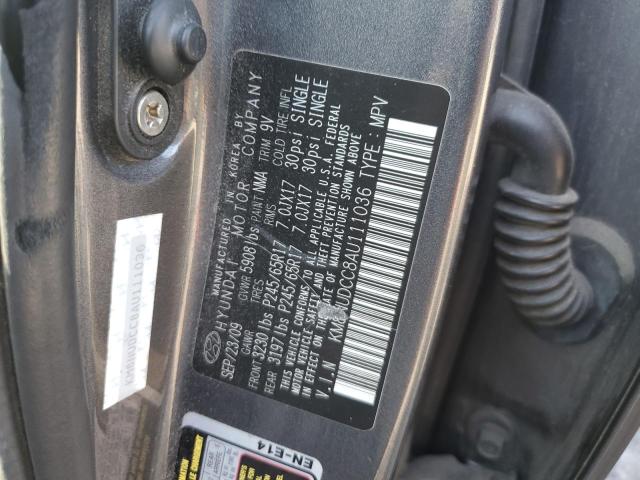 MANUFACTURED IN KOREA BY
HYUNDAI MOTOR COMPANY
SEP/23/09 GVWR 5908 lbs PAINT NMA TRIM 9V
GAWR TIRES RIMS COLD TIRE INFL
FRONT 3230 lbs P245/65R17 7.0JX17 30psi SINGLE
REAR 3197 lbs P245/65R17 7.0JX17 30psi SINGLE
THIS VEHICLE CONFORMS TO ALL APPLICABLE U.S.A. FEDERAL
MOTOR VEHICLE SAFETY AND THEFT PREVENTION STANDARDS
IN EFFECT ON THE DATE OF MANUFACTURE SHOWN ABOVE
V.I.N KM8 UDCC8AU111036 TYPE : MPV
KM8NUDCC8AU111036
EN-E14